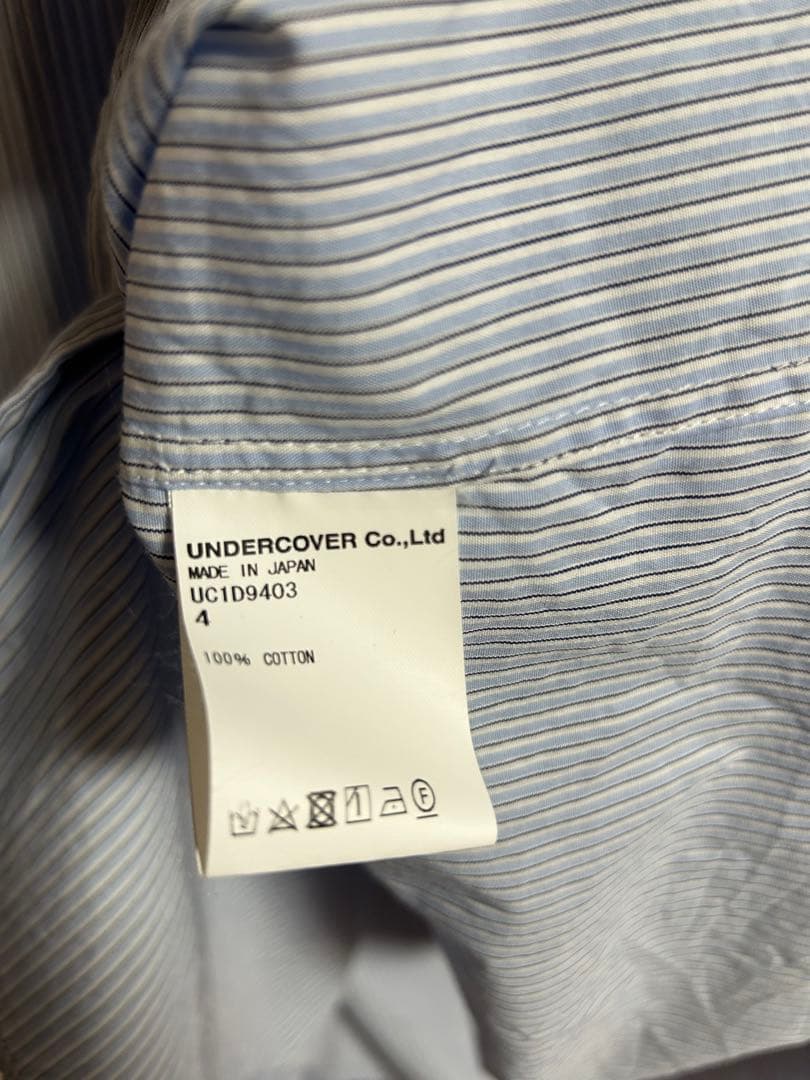 UNDERCOVER Co.,Ltd
MADE IN JAPAN
UC1D9403
4
100% COTTON
F